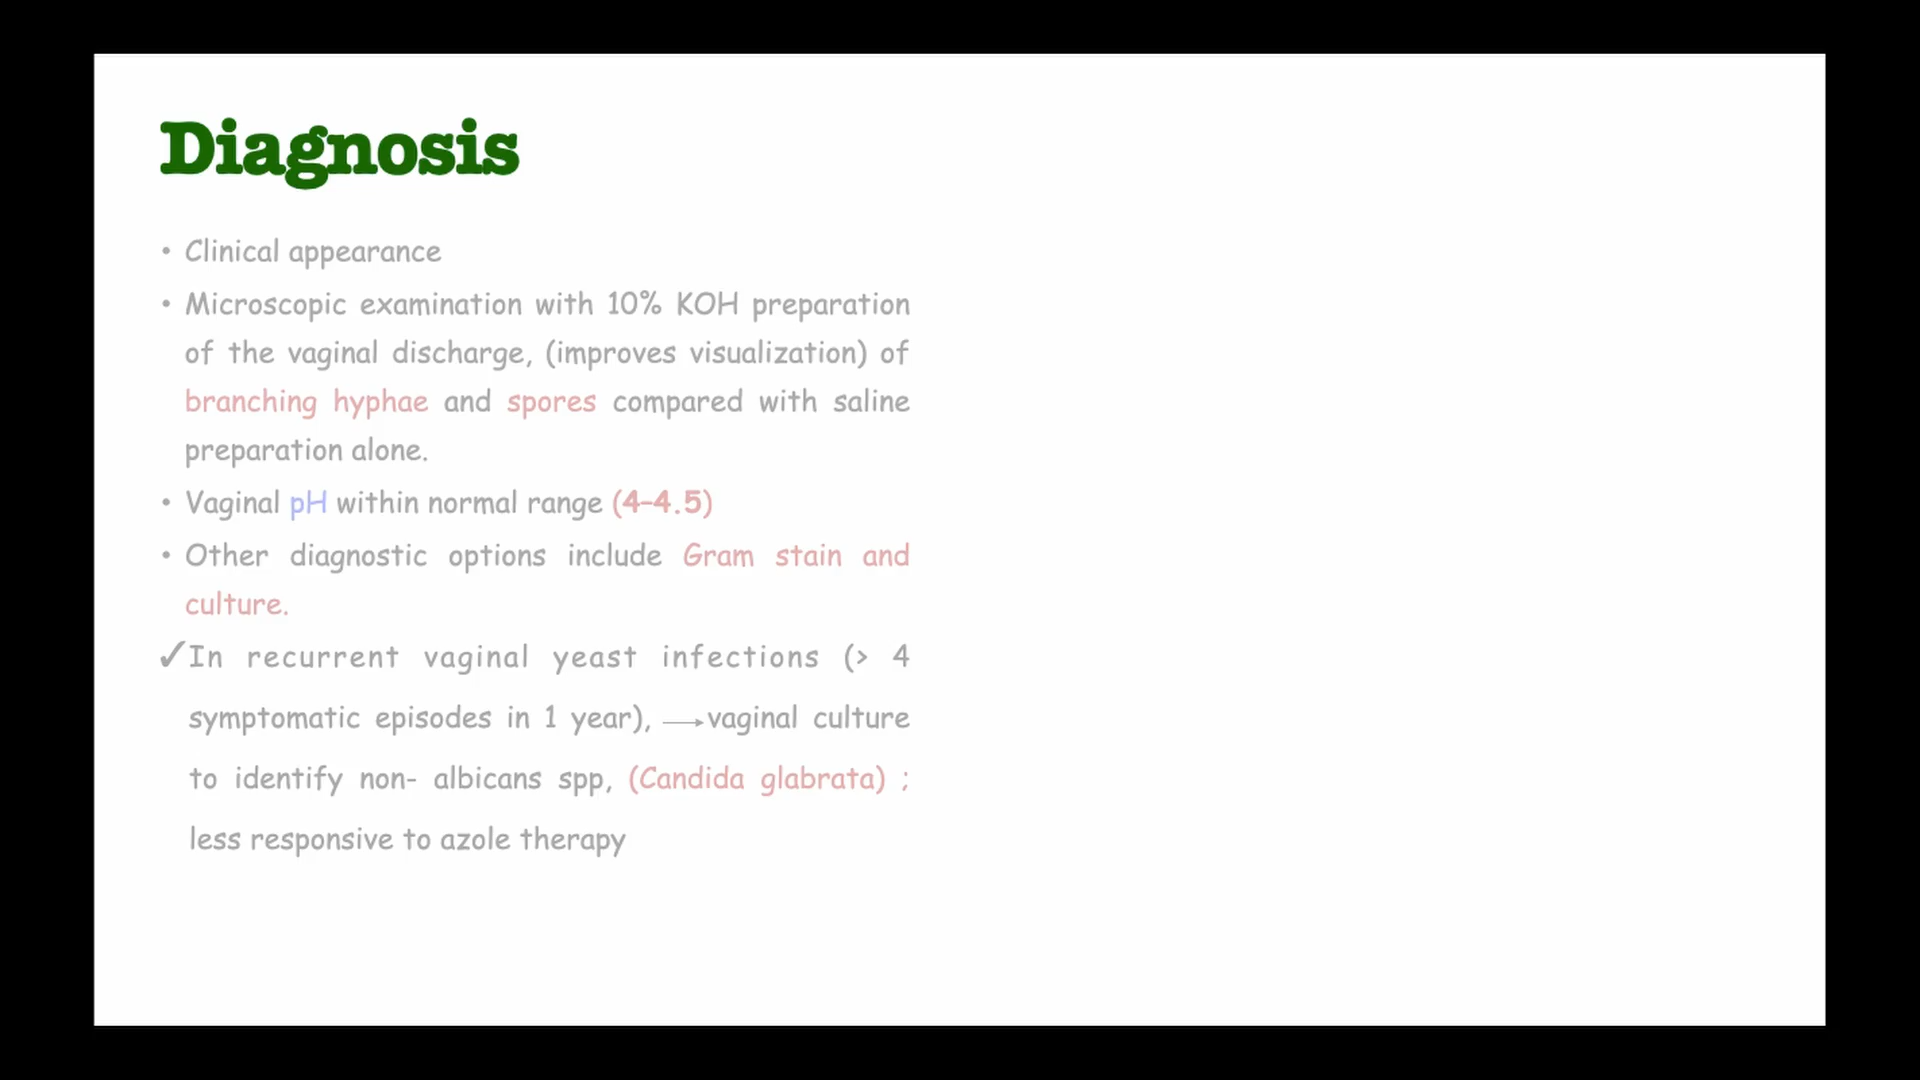 Diagnosis
• Clinical appearance
• Microscopic examination with 10% KOH preparation
of the vaginal discharge, (improves visualization) of
branching hyphae and spores compared with saline
preparation alone.
• Vaginal pH within normal range (4–4.5)
• Other diagnostic options include Gram stain and
culture.
✓In recurrent vaginal yeast infections (> 4
symptomatic episodes in 1 year), →vaginal culture
to identify non- albicans spp, (Candida glabrata) ;
less responsive to azole therapy